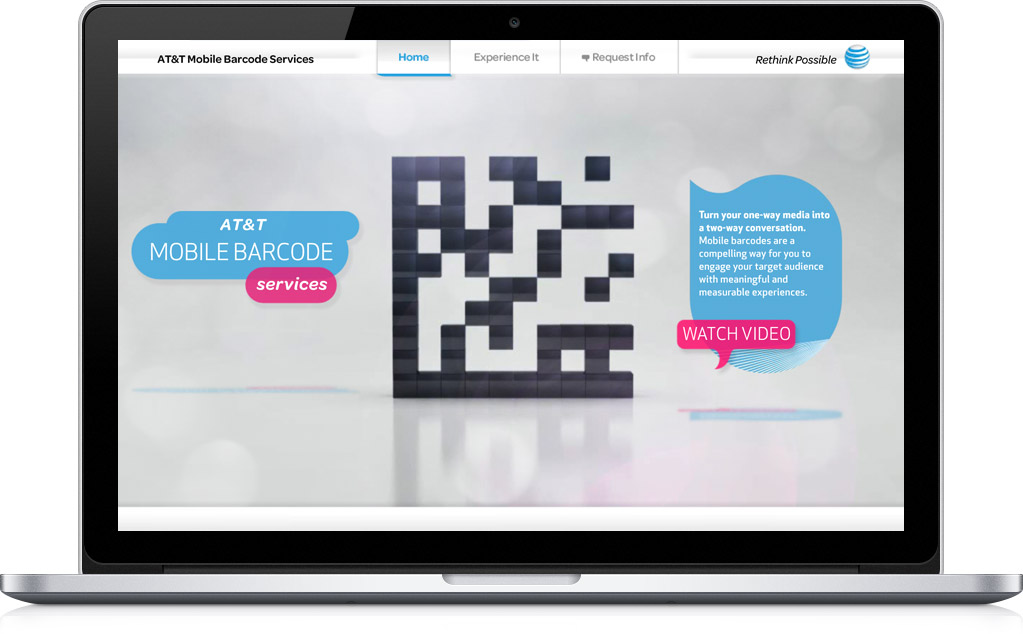 AT&T Mobile Barcode Services
Home
Experience It
Request Info
Rethink Possible
AT&T
MOBILE BARCODE
services
Turn your one-way media into
a two-way conversation.
Mobile barcodes are a
compelling way for you to
engage your target audience
with meaningful and
measurable experiences.
WATCH VIDEO